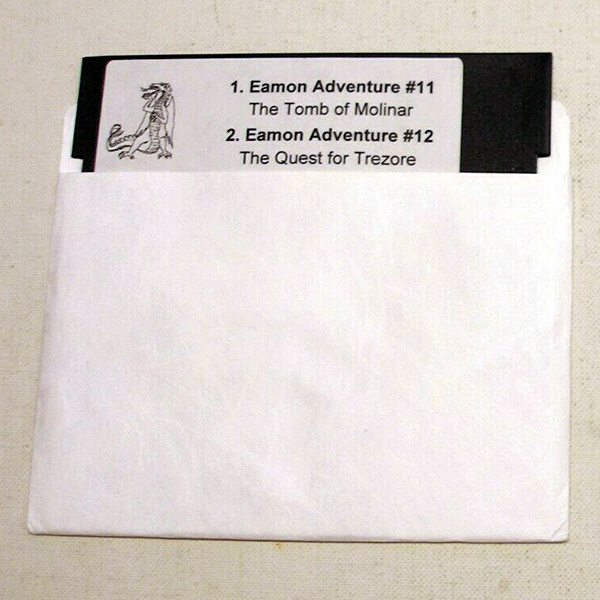 1. Eamon Adventure #11
The Tomb of Molinar
2. Eamon Adventure #12
The Quest for Trezore